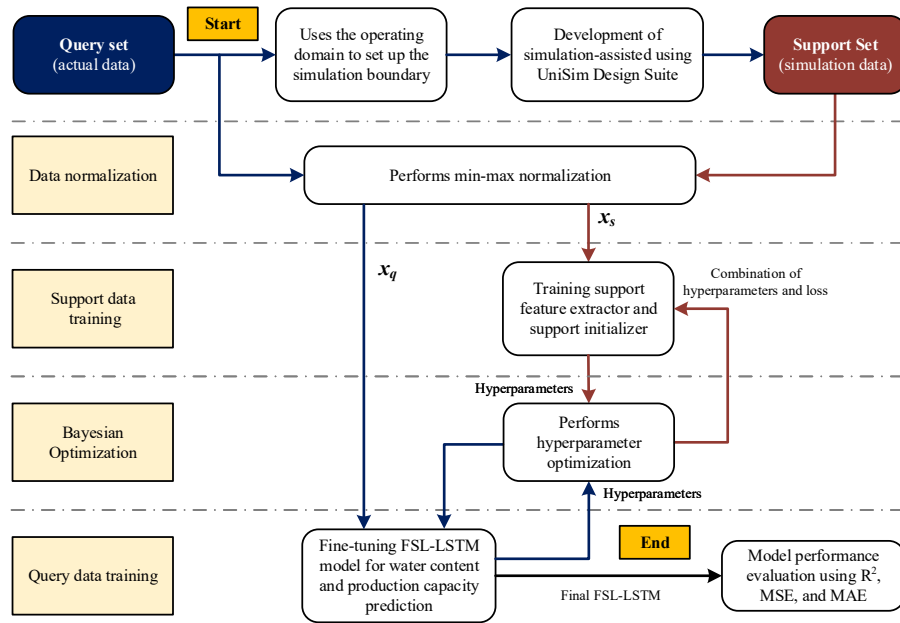 Start
Query set
(actual data)
Uses the operating
domain to set up the
simulation boundary
Development of
simulation-assisted using
UniSim Design Suite
Support Set
(simulation data)
Data normalization
Performs min-max normalization
x_q
x_s
Support data
training
Training support
feature extractor and
support initializer
Combination of
hyperparameters and loss
Hyperparameters
Bayesian
Optimization
Performs
hyperparameter
optimization
Hyperparameters
Query data training
Fine-tuning FSL-LSTM
model for water content
and production capacity
prediction
End
Final FSL-LSTM
Model performance
evaluation using R²,
MSE, and MAE